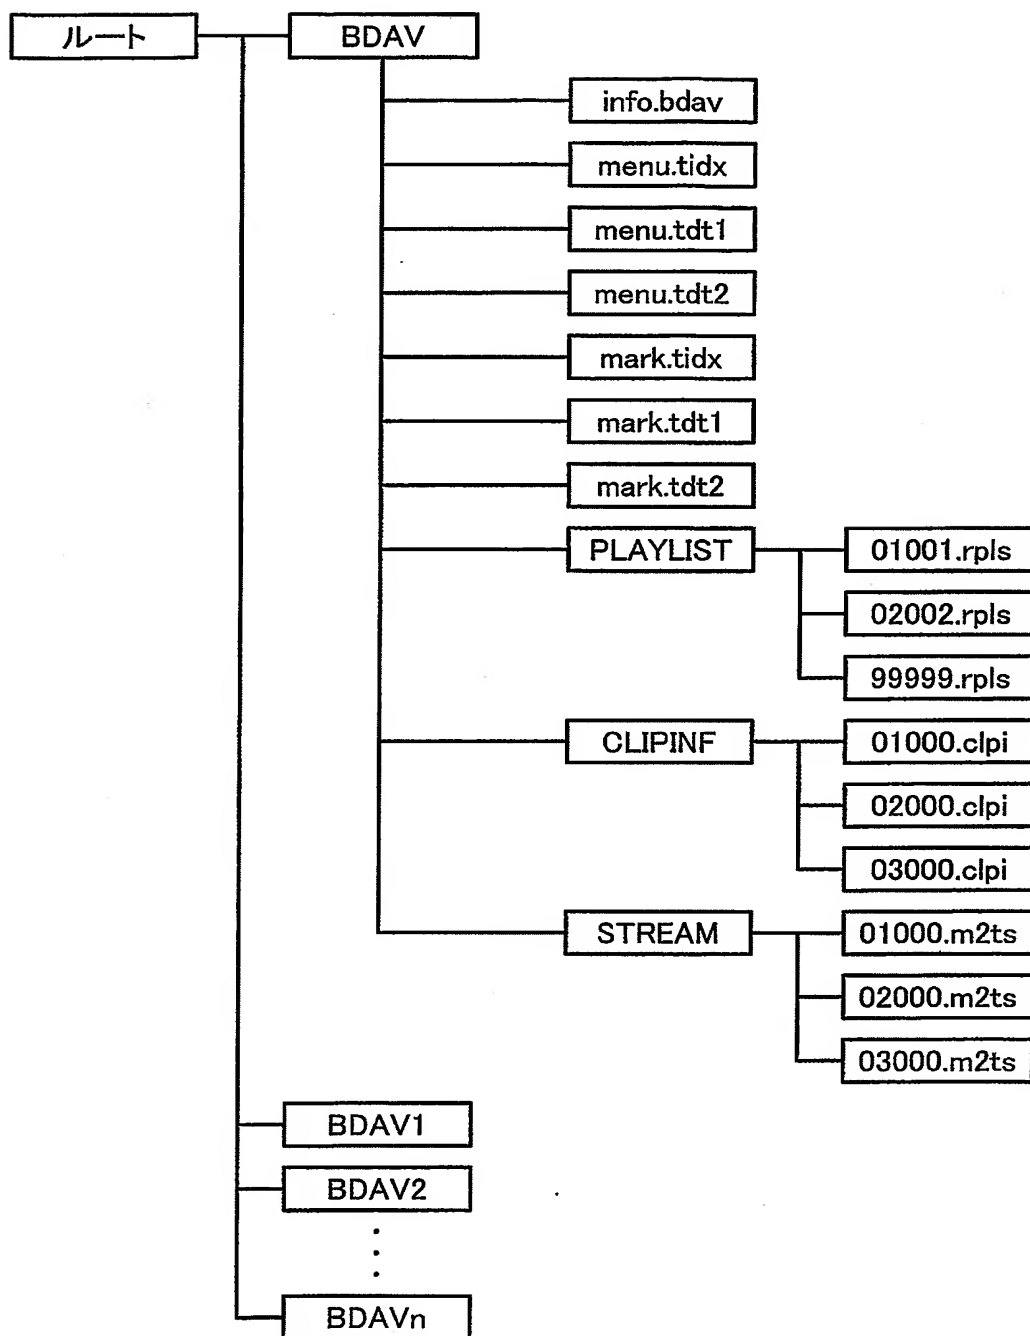 ルート
BDAV
info.bdav
menu.tidx
menu.tdt1
menu.tdt2
mark.tidx
mark.tdt1
mark.tdt2
PLAYLIST
01001.rpls
02002.rpls
99999.rpls
CLIPINF
01000.clpi
02000.clpi
03000.clpi
STREAM
01000.m2ts
02000.m2ts
03000.m2ts
BDAV1
BDAV2
BDAVn